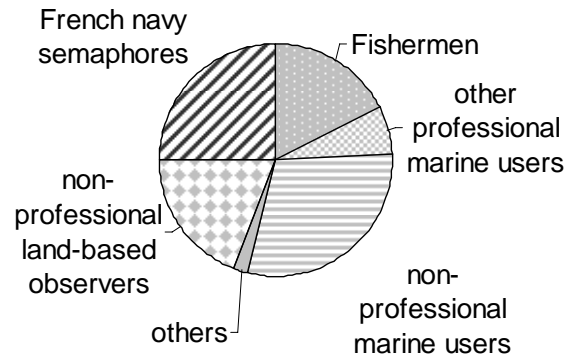 French navy
semaphores
Fishermen
other
professional
marine users
non-
professional
land-based
observers
others
non-
professional
marine users